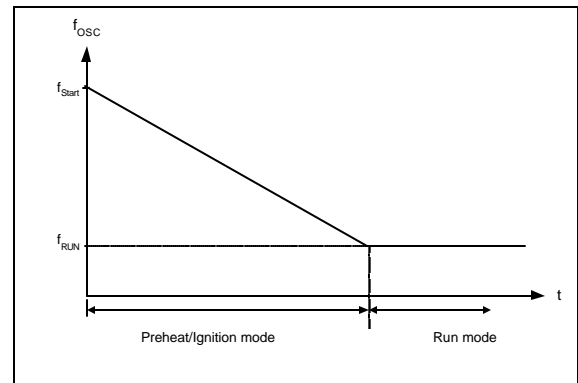 fOSC
fStart
fRUN
t
Preheat/Ignition mode
Run mode